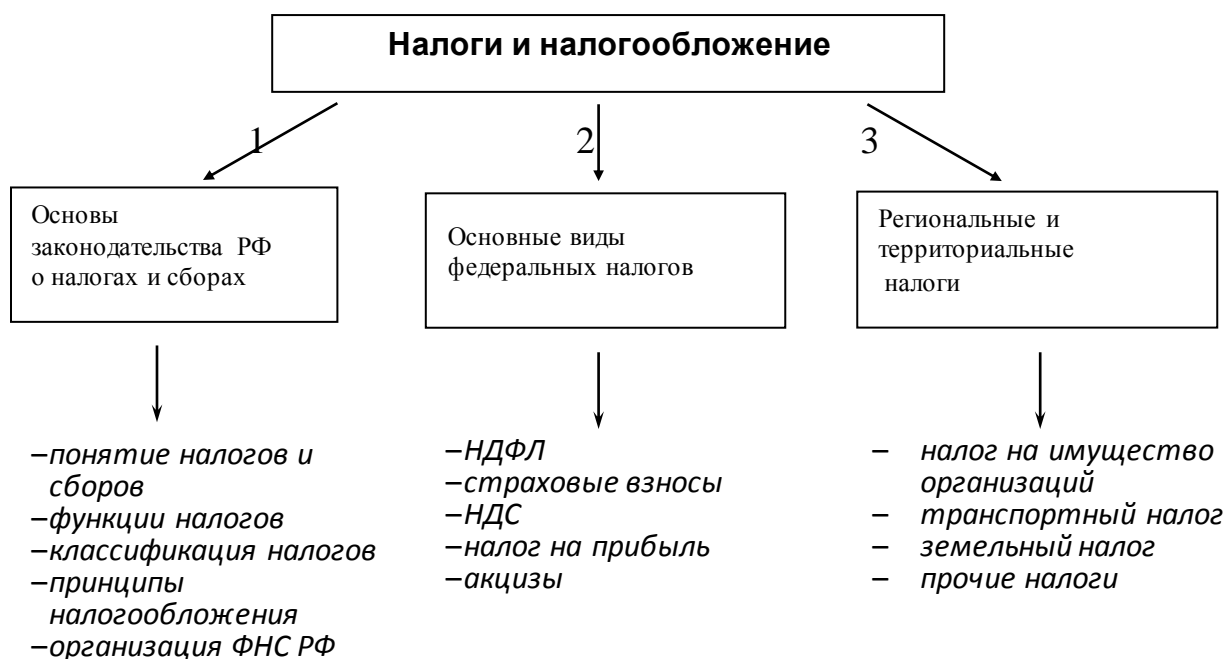 Налоги и налогообложение
1
2
3
Основы
законодательства РФ
о налогах и сборах
Основные виды
федеральных налогов
Региональные и
территориальные
налоги
–понятие налогов и
сборов
–функции налогов
–классификация налогов
–принципы
налогообложения
–организация ФНС РФ
–НДФЛ
–страховые взносы
–НДС
–налог на прибыль
–акцизы
– налог на имущество
организаций
– транспортный налог
– земельный налог
– прочие налоги